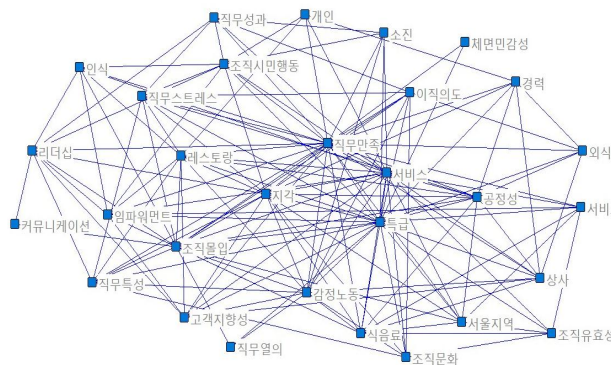 직무성과
개인
소진
체면민감성
인식
조직시민행동
직무스트레스
이직의도
경력
리더십
레스토랑
직무만족
외식
서비스
지각
공정성
서비
커뮤니케이션
임파워먼트
특급
조직몰입
직무특성
감정노동
상사
고객지향성
식음료
서울지역
조직유효성
직무열의
조직문화